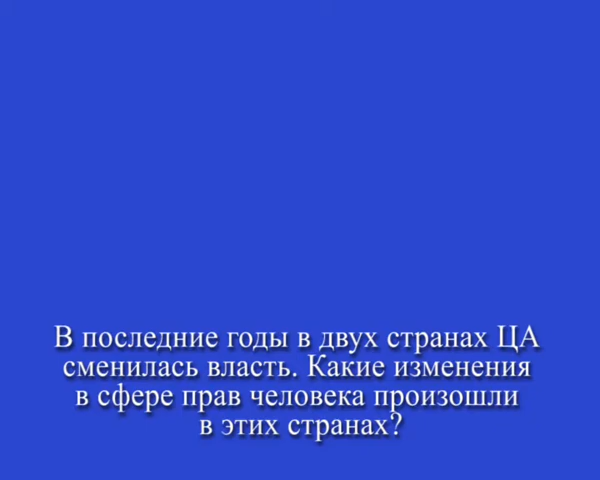 В последние годы в двух странах ЦА
сменилась власть. Какие изменения
в сфере прав человека произошли
в этих странах?